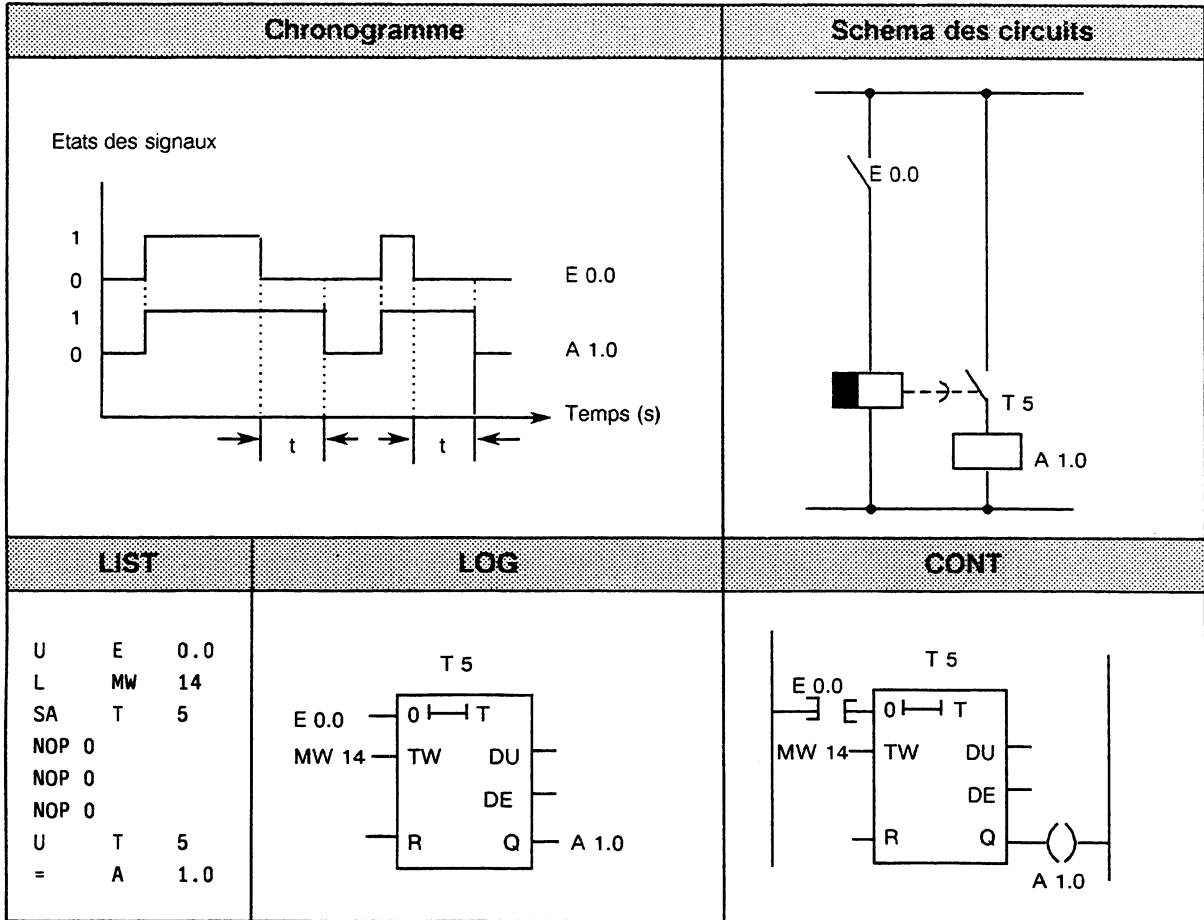 Chronogramme
Schéma des circuits
Etats des signaux
1
0
E 0.0
1
0
A 1.0
Temps (s)
t
t
E 0.0
T 5
A 1.0
LIST
LOG
CONT
U E 0.0
L MW 14
SA T 5
NOP 0
NOP 0
NOP 0
U T 5
= A 1.0
T 5
E 0.0
0 T
MW 14
TW
DU
DE
R
Q
A 1.0
T 5
E 0.0
0 T
MW 14
TW
DU
DE
R
Q
A 1.0